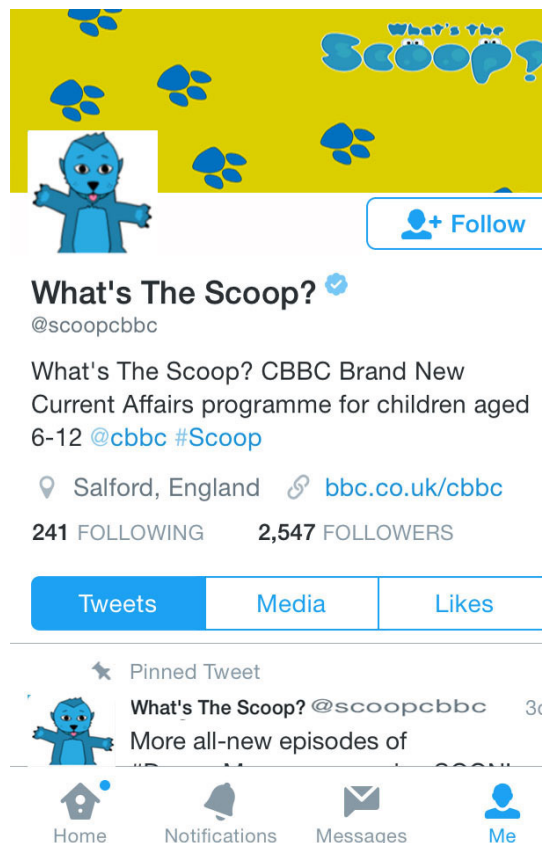 What's the
Scoop?
Follow
What's The Scoop?
@scoopcbbc
What's The Scoop? CBBC Brand New
Current Affairs programme for children aged
6-12 @cbbc #Scoop
Salford, England bbc.co.uk/cbbc
241 FOLLOWING 2,547 FOLLOWERS
Tweets Media Likes
Pinned Tweet
What's The Scoop? @scoopcbbc
More all-new episodes of
Home Notifications Messages Me